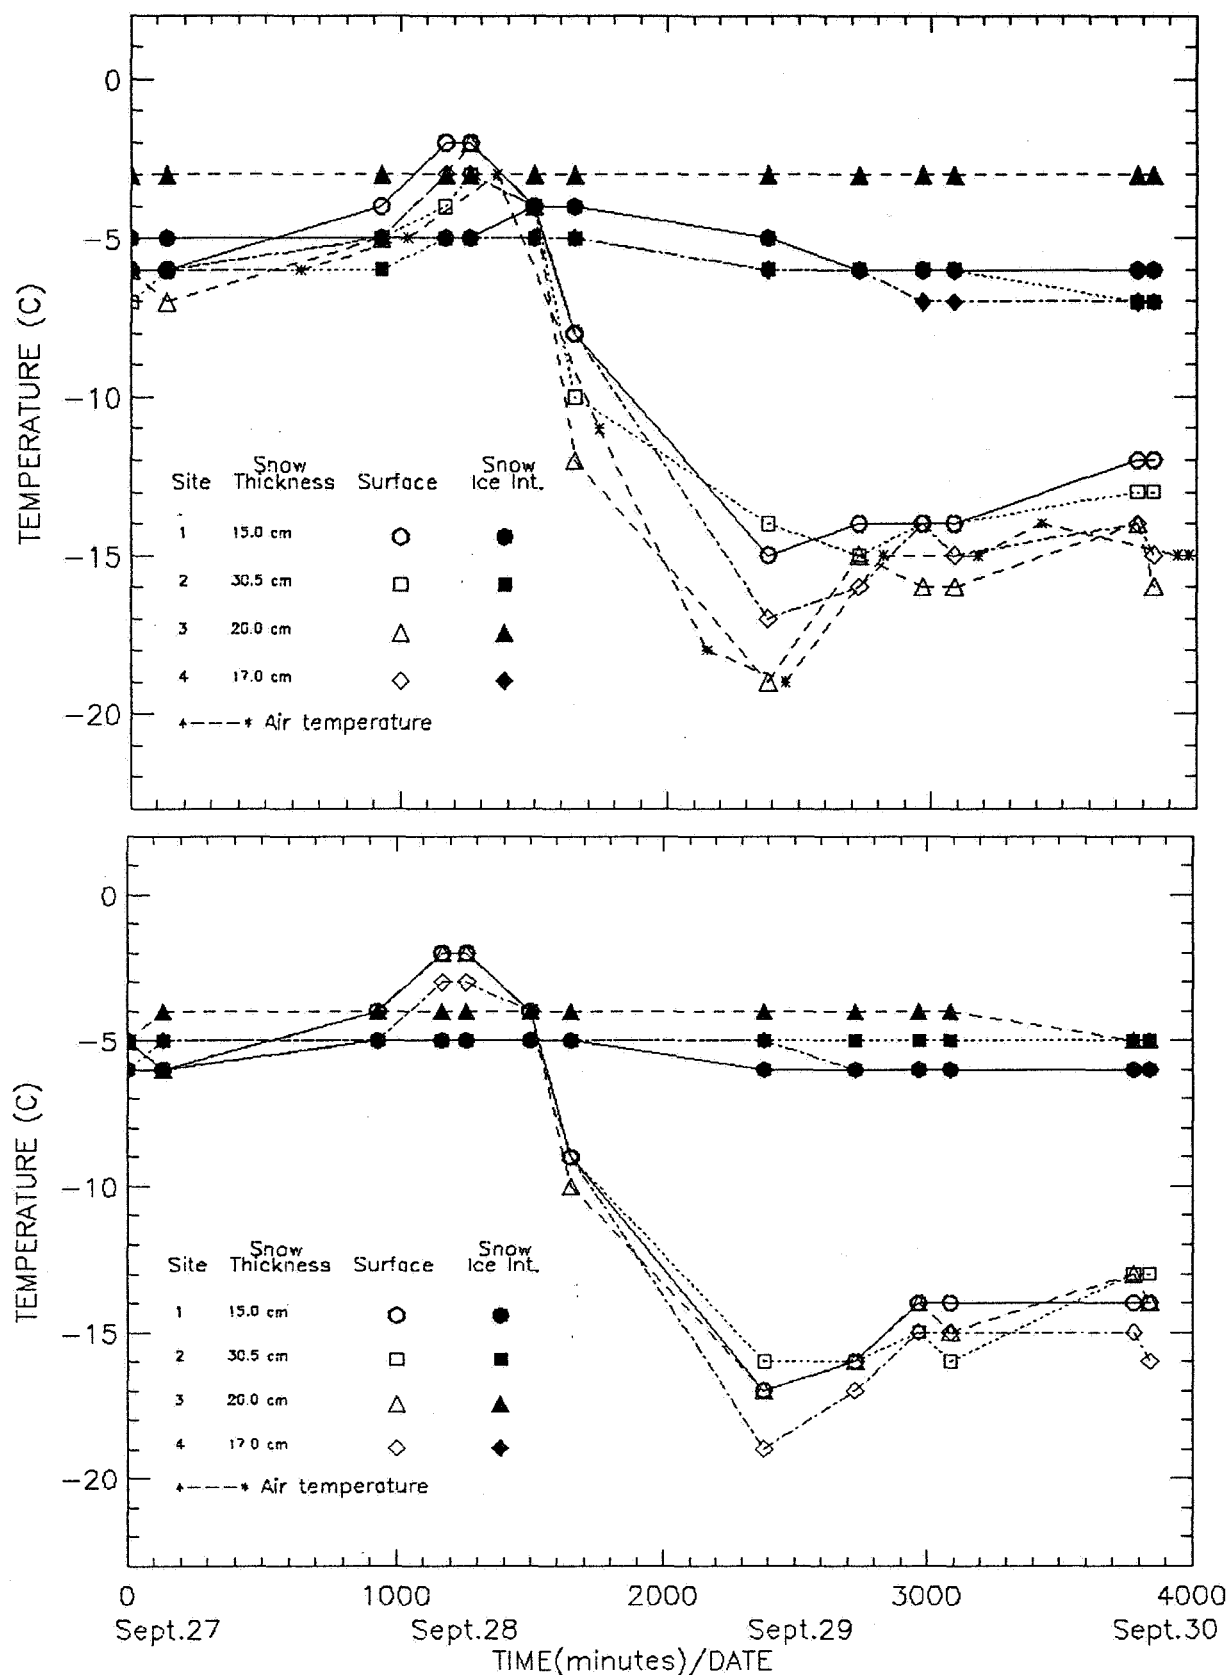 0
−5
−10
−15
−20
TEMPERATURE (C)
Snow Snow
Site Thickness Surface Ice Int.
1 15.0 cm
2 30.5 cm
3 20.0 cm
4 17.0 cm
Air temperature
0
−5
−10
−15
−20
TEMPERATURE (C)
Snow Snow
Site Thickness Surface Ice Int.
1 15.0 cm
2 30.5 cm
3 20.0 cm
4 17.0 cm
Air temperature
0 1000 2000 3000 4000
Sept.27 Sept.28 Sept.29 Sept.30
TIME(minutes)/DATE